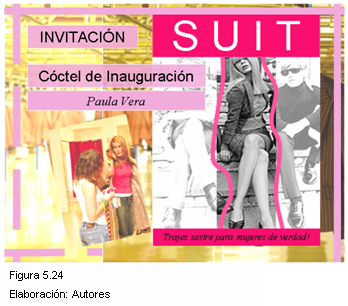 INVITACIÓN
SUIT
Cóctel de Inauguración
Paula Vera
Trajes sastre para mujeres de verdad!
Figura 5.24
Elaboración: Autores